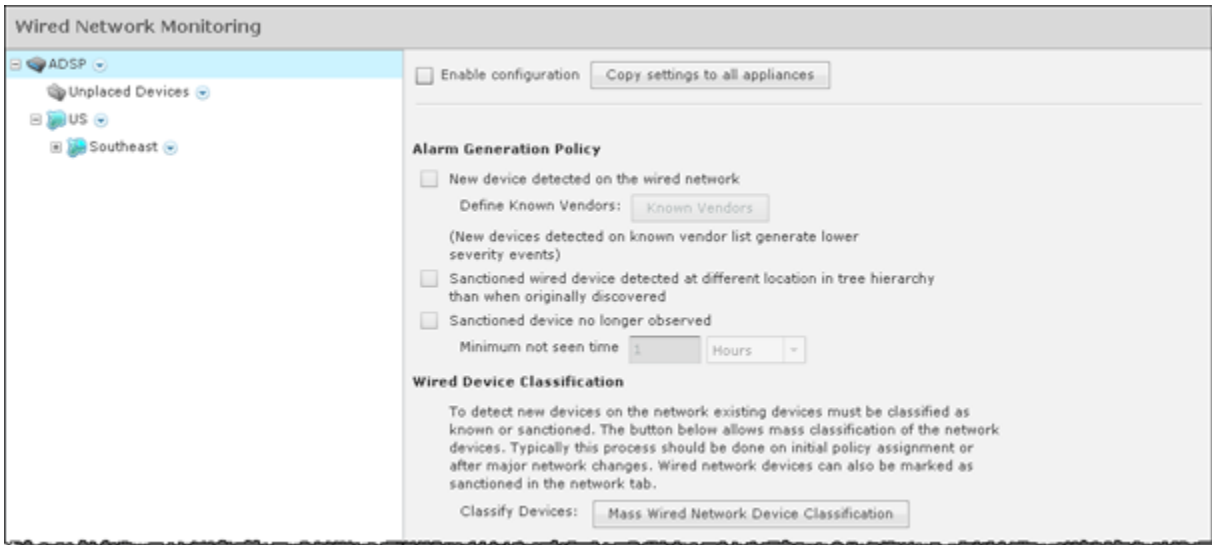 Wired Network Monitoring
ADSP
Unplaced Devices
US
Southeast
Enable configuration
Copy settings to all appliances
Alarm Generation Policy
New device detected on the wired network
Define Known Vendors:
Known Vendors
(New devices detected on known vendor list generate lower
severity events)
Sanctioned wired device detected at different location in tree hierarchy
than when originally discovered
Sanctioned device no longer observed
Minimum not seen time
1
Hours
Wired Device Classification
To detect new devices on the network existing devices must be classified as
known or sanctioned. The button below allows mass classification of the network
devices. Typically this process should be done on initial policy assignment or
after major network changes. Wired network devices can also be marked as
sanctioned in the network tab.
Classify Devices:
Mass Wired Network Device Classification